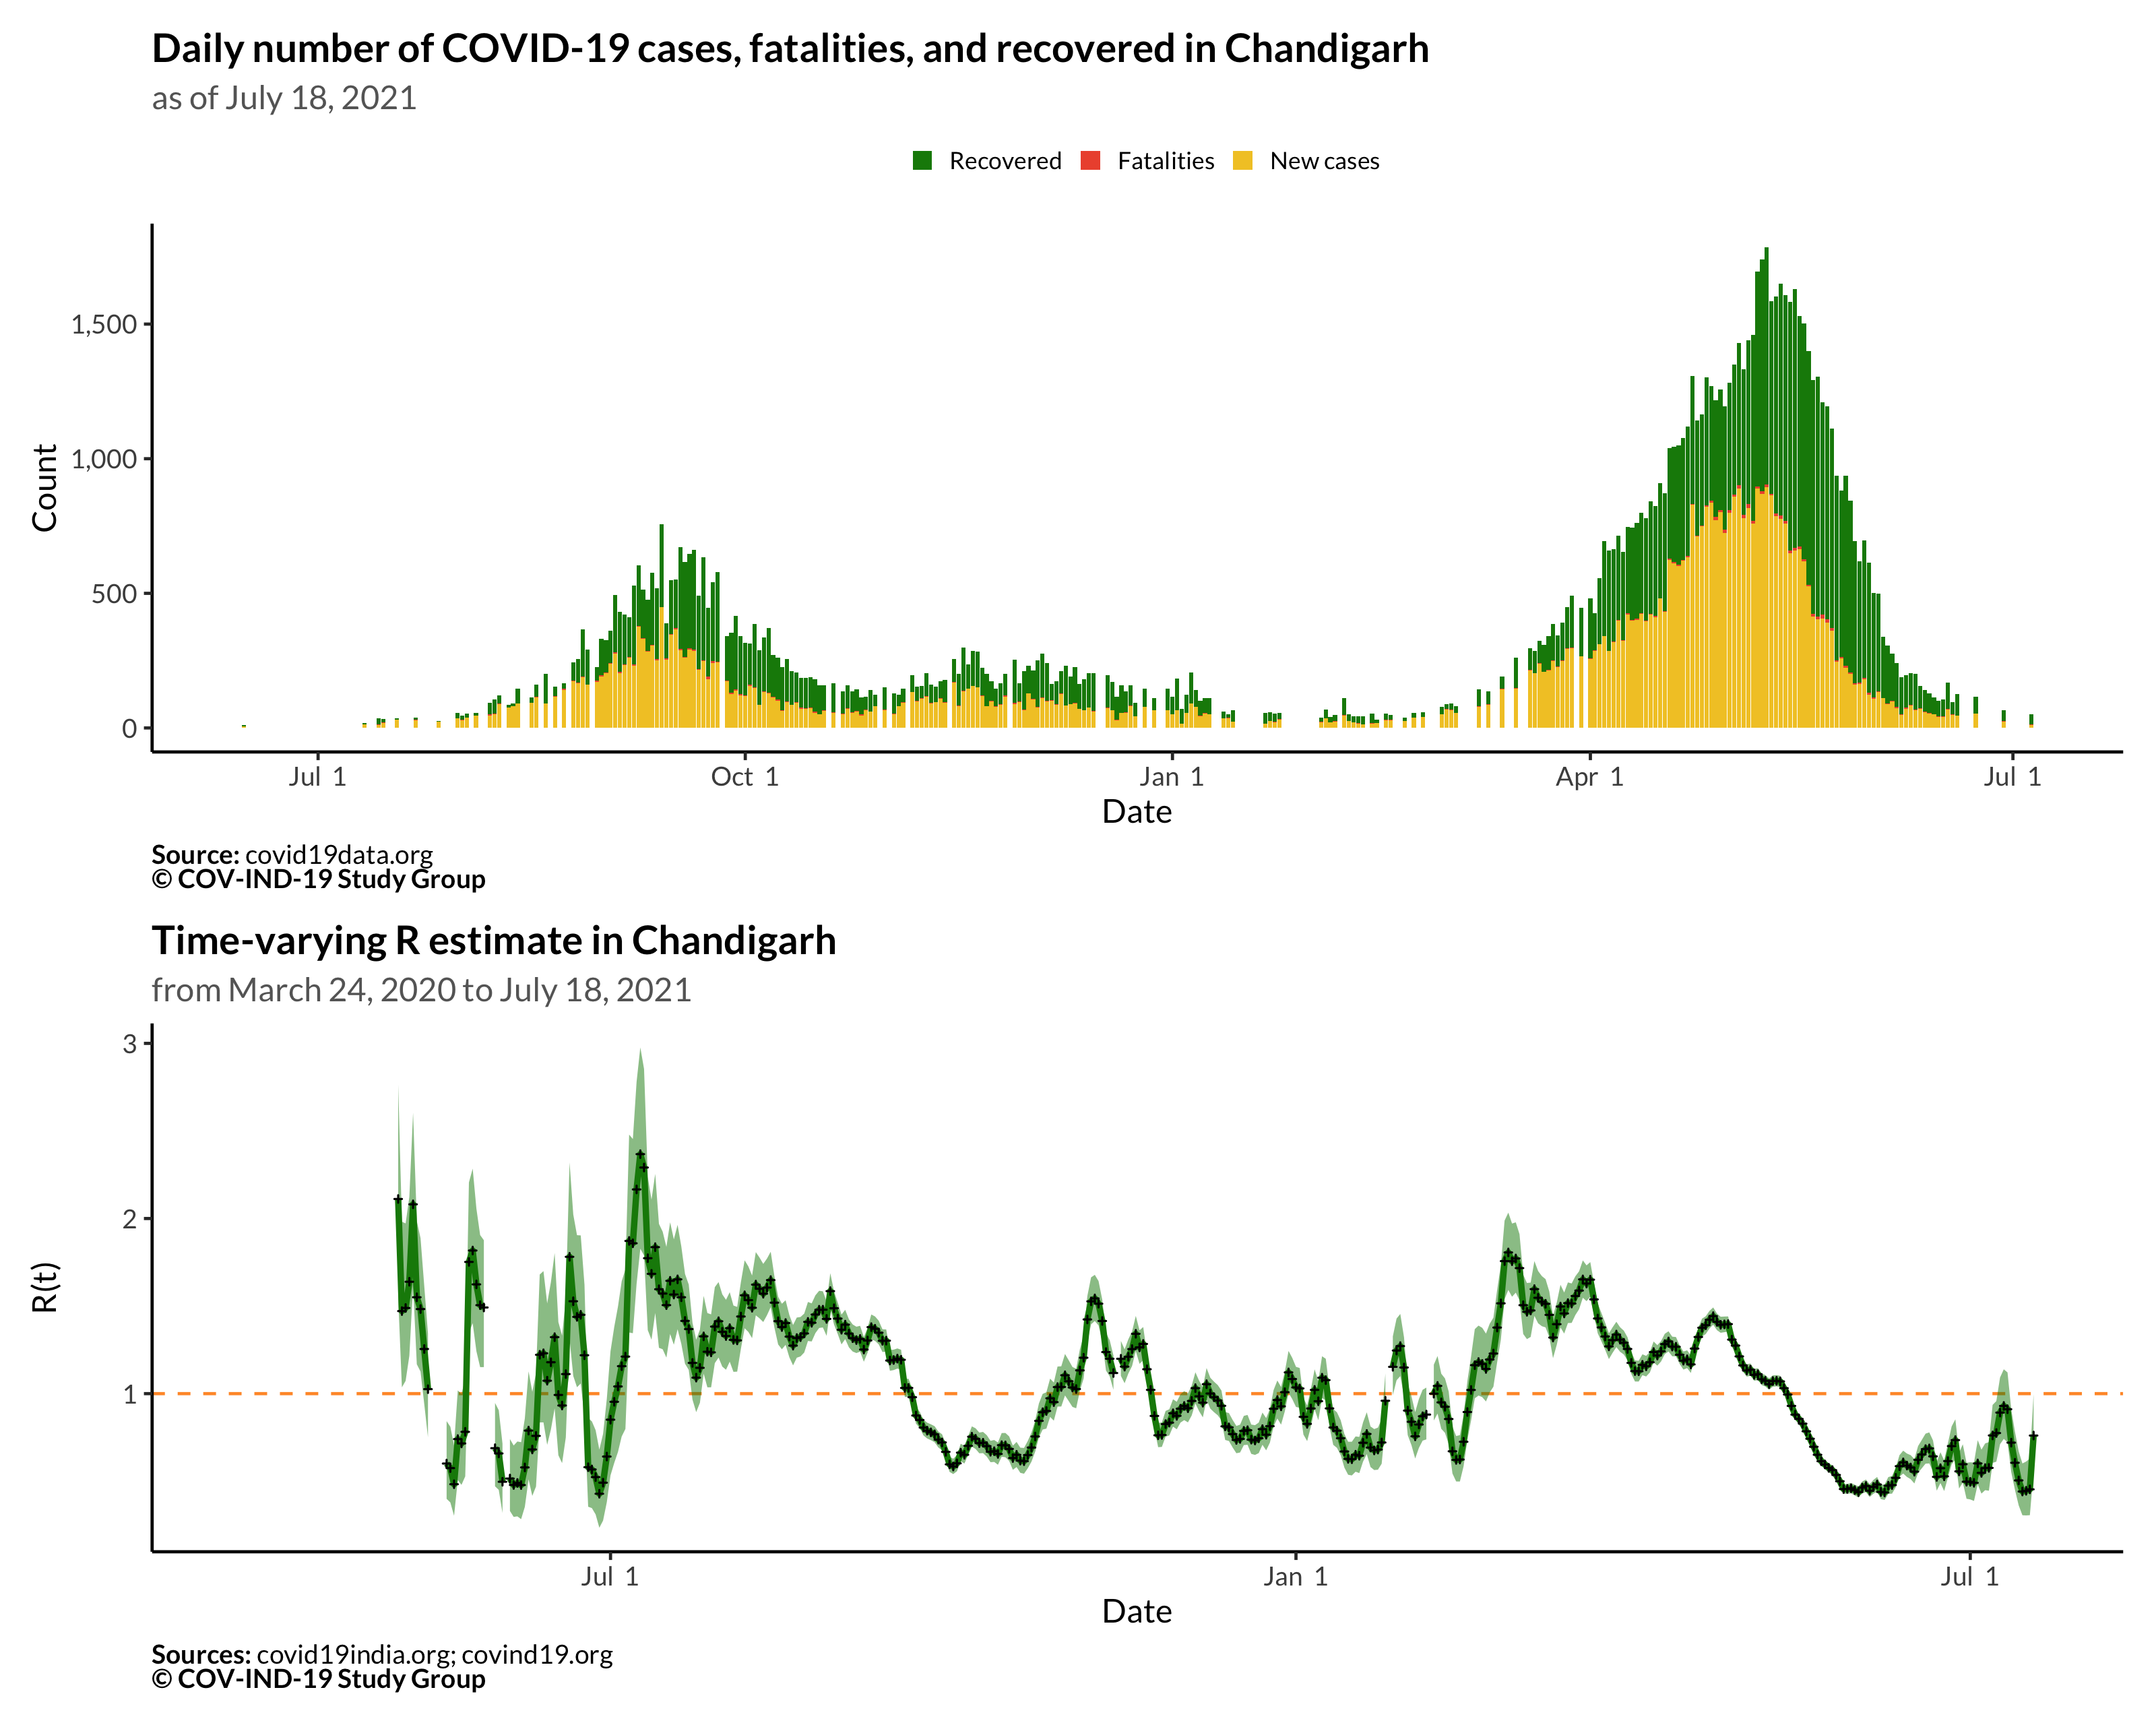 Daily number of COVID-19 cases, fatalities, and recovered in Chandigarh
as of July 18, 2021
Recovered Fatalities New cases
Count
1,500
1,000
500
0
Jul 1 Oct 1 Jan 1 Apr 1 Jul 1
Date
Source: covid19data.org
© COV-IND-19 Study Group
Time-varying R estimate in Chandigarh
from March 24, 2020 to July 18, 2021
R(t)
3
2
1
Jul 1 Jan 1 Jul 1
Date
Sources: covid19india.org; covind19.org
© COV-IND-19 Study Group